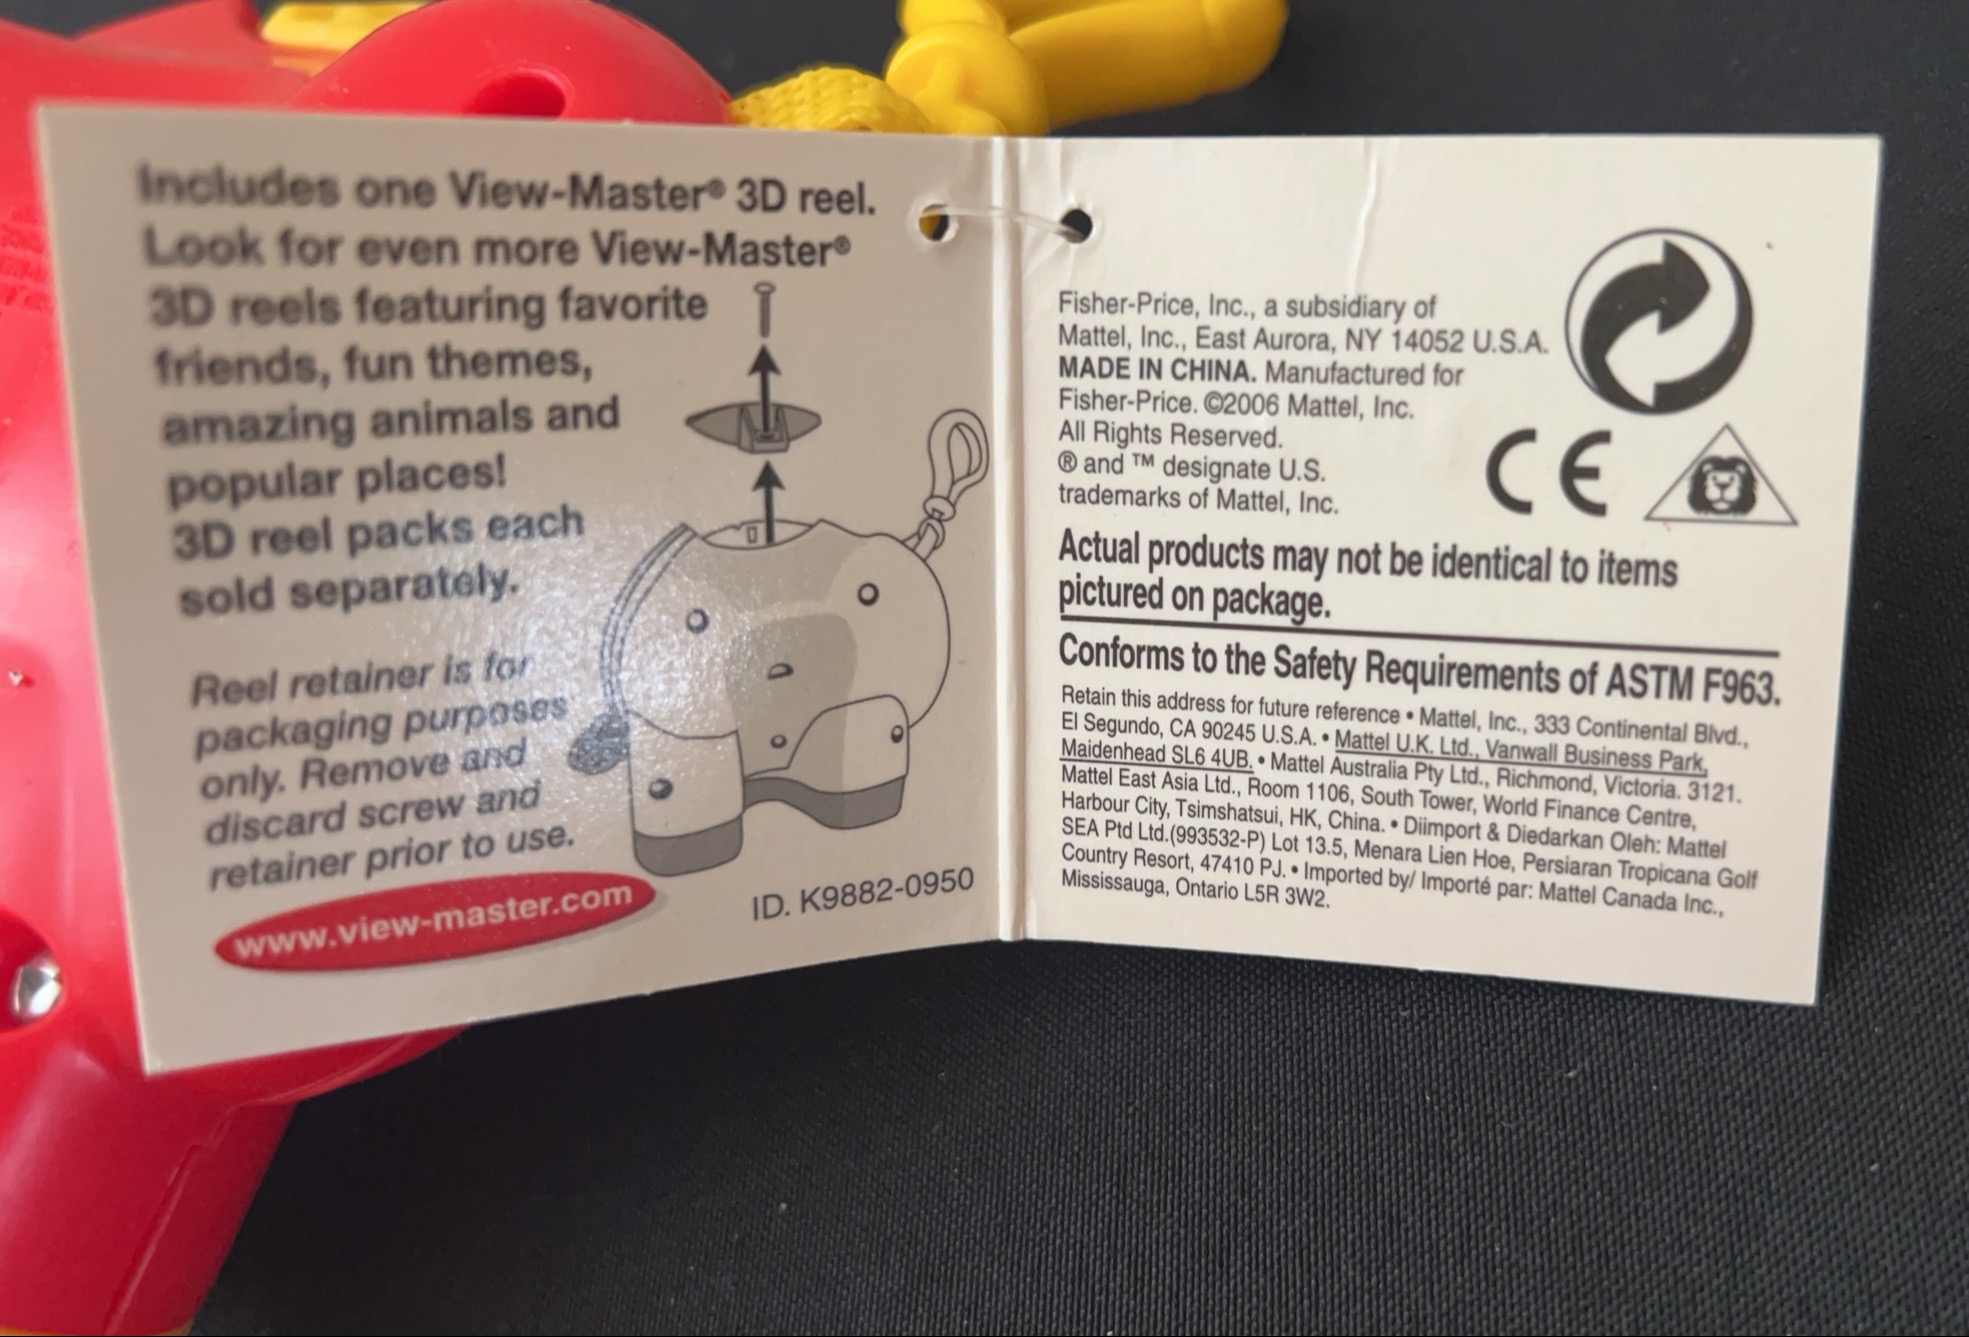 Includes one View-Master® 3D reel.
Look for even more View-Master®
3D reels featuring favorite
friends, fun themes,
amazing animals and
popular places!
3D reel packs each
sold separately.
Reel retainer is for
packaging purposes
only. Remove and
discard screw and
retainer prior to use.
www.view-master.com
ID. K9882-0950
Fisher-Price, Inc., a subsidiary of
Mattel, Inc., East Aurora, NY 14052 U.S.A.
MADE IN CHINA. Manufactured for
Fisher-Price. ©2006 Mattel, Inc.
All Rights Reserved.
® and ™ designate U.S.
trademarks of Mattel, Inc.
CE
Actual products may not be identical to items
pictured on package.
Conforms to the Safety Requirements of ASTM F963.
Retain this address for future reference • Mattel, Inc., 333 Continental Blvd.,
El Segundo, CA 90245 U.S.A. • Mattel U.K. Ltd., Vanwall Business Park,
Maidenhead SL6 4UB. • Mattel Australia Pty Ltd., Richmond, Victoria. 3121.
Mattel East Asia Ltd., Room 1106, South Tower, World Finance Centre,
Harbour City, Tsimshatsui, HK, China. • Diimport & Diedarkan Oleh: Mattel
SEA Ptd Ltd.(993532-P) Lot 13.5, Menara Lien Hoe, Persiaran Tropicana Golf
Country Resort, 47410 PJ. • Imported by/ Importé par: Mattel Canada Inc.,
Mississauga, Ontario L5R 3W2.